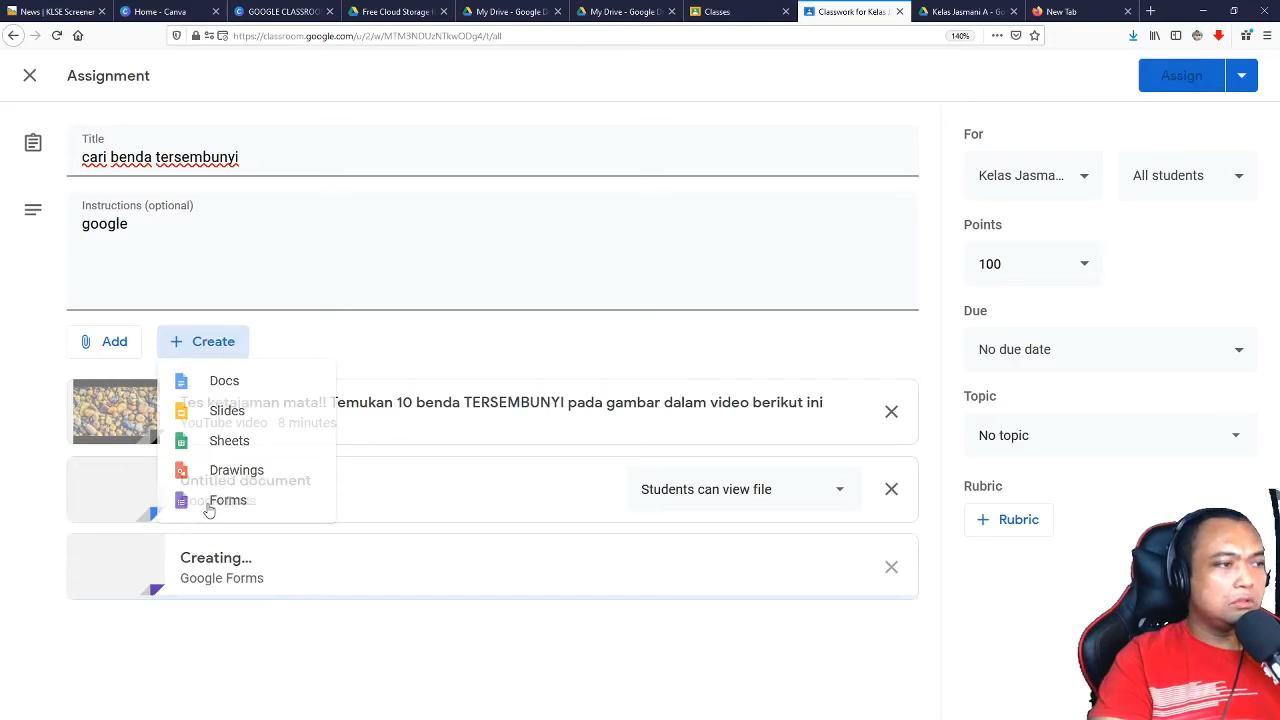 News | KLSE Screener
Home - Canva
GOOGLE CLASSROO
Free Cloud Storage
My Drive - Google D
My Drive - Google D
Classes
Classwork for Kelas J
Kelas Jasmani A - Go
New Tab
https://classroom.google.com/u/2/w/MTM3NDUzNTkwODg4/t/all
140%
Assignment
Assign
Title
cari benda tersembunyi
Instructions (optional)
google
For
Kelas Jasma...
All students
Points
100
Due
No due date
Topic
No topic
Rubric
Rubric
Add
Create
Docs
Slides
Sheets
Drawings
Forms
Tes ketajaman mata!! Temukan 10 benda TERSEMBUNYI pada gambar dalam video berikut ini
YouTube video 8 minutes
Untitled document
Students can view file
Creating...
Google Forms